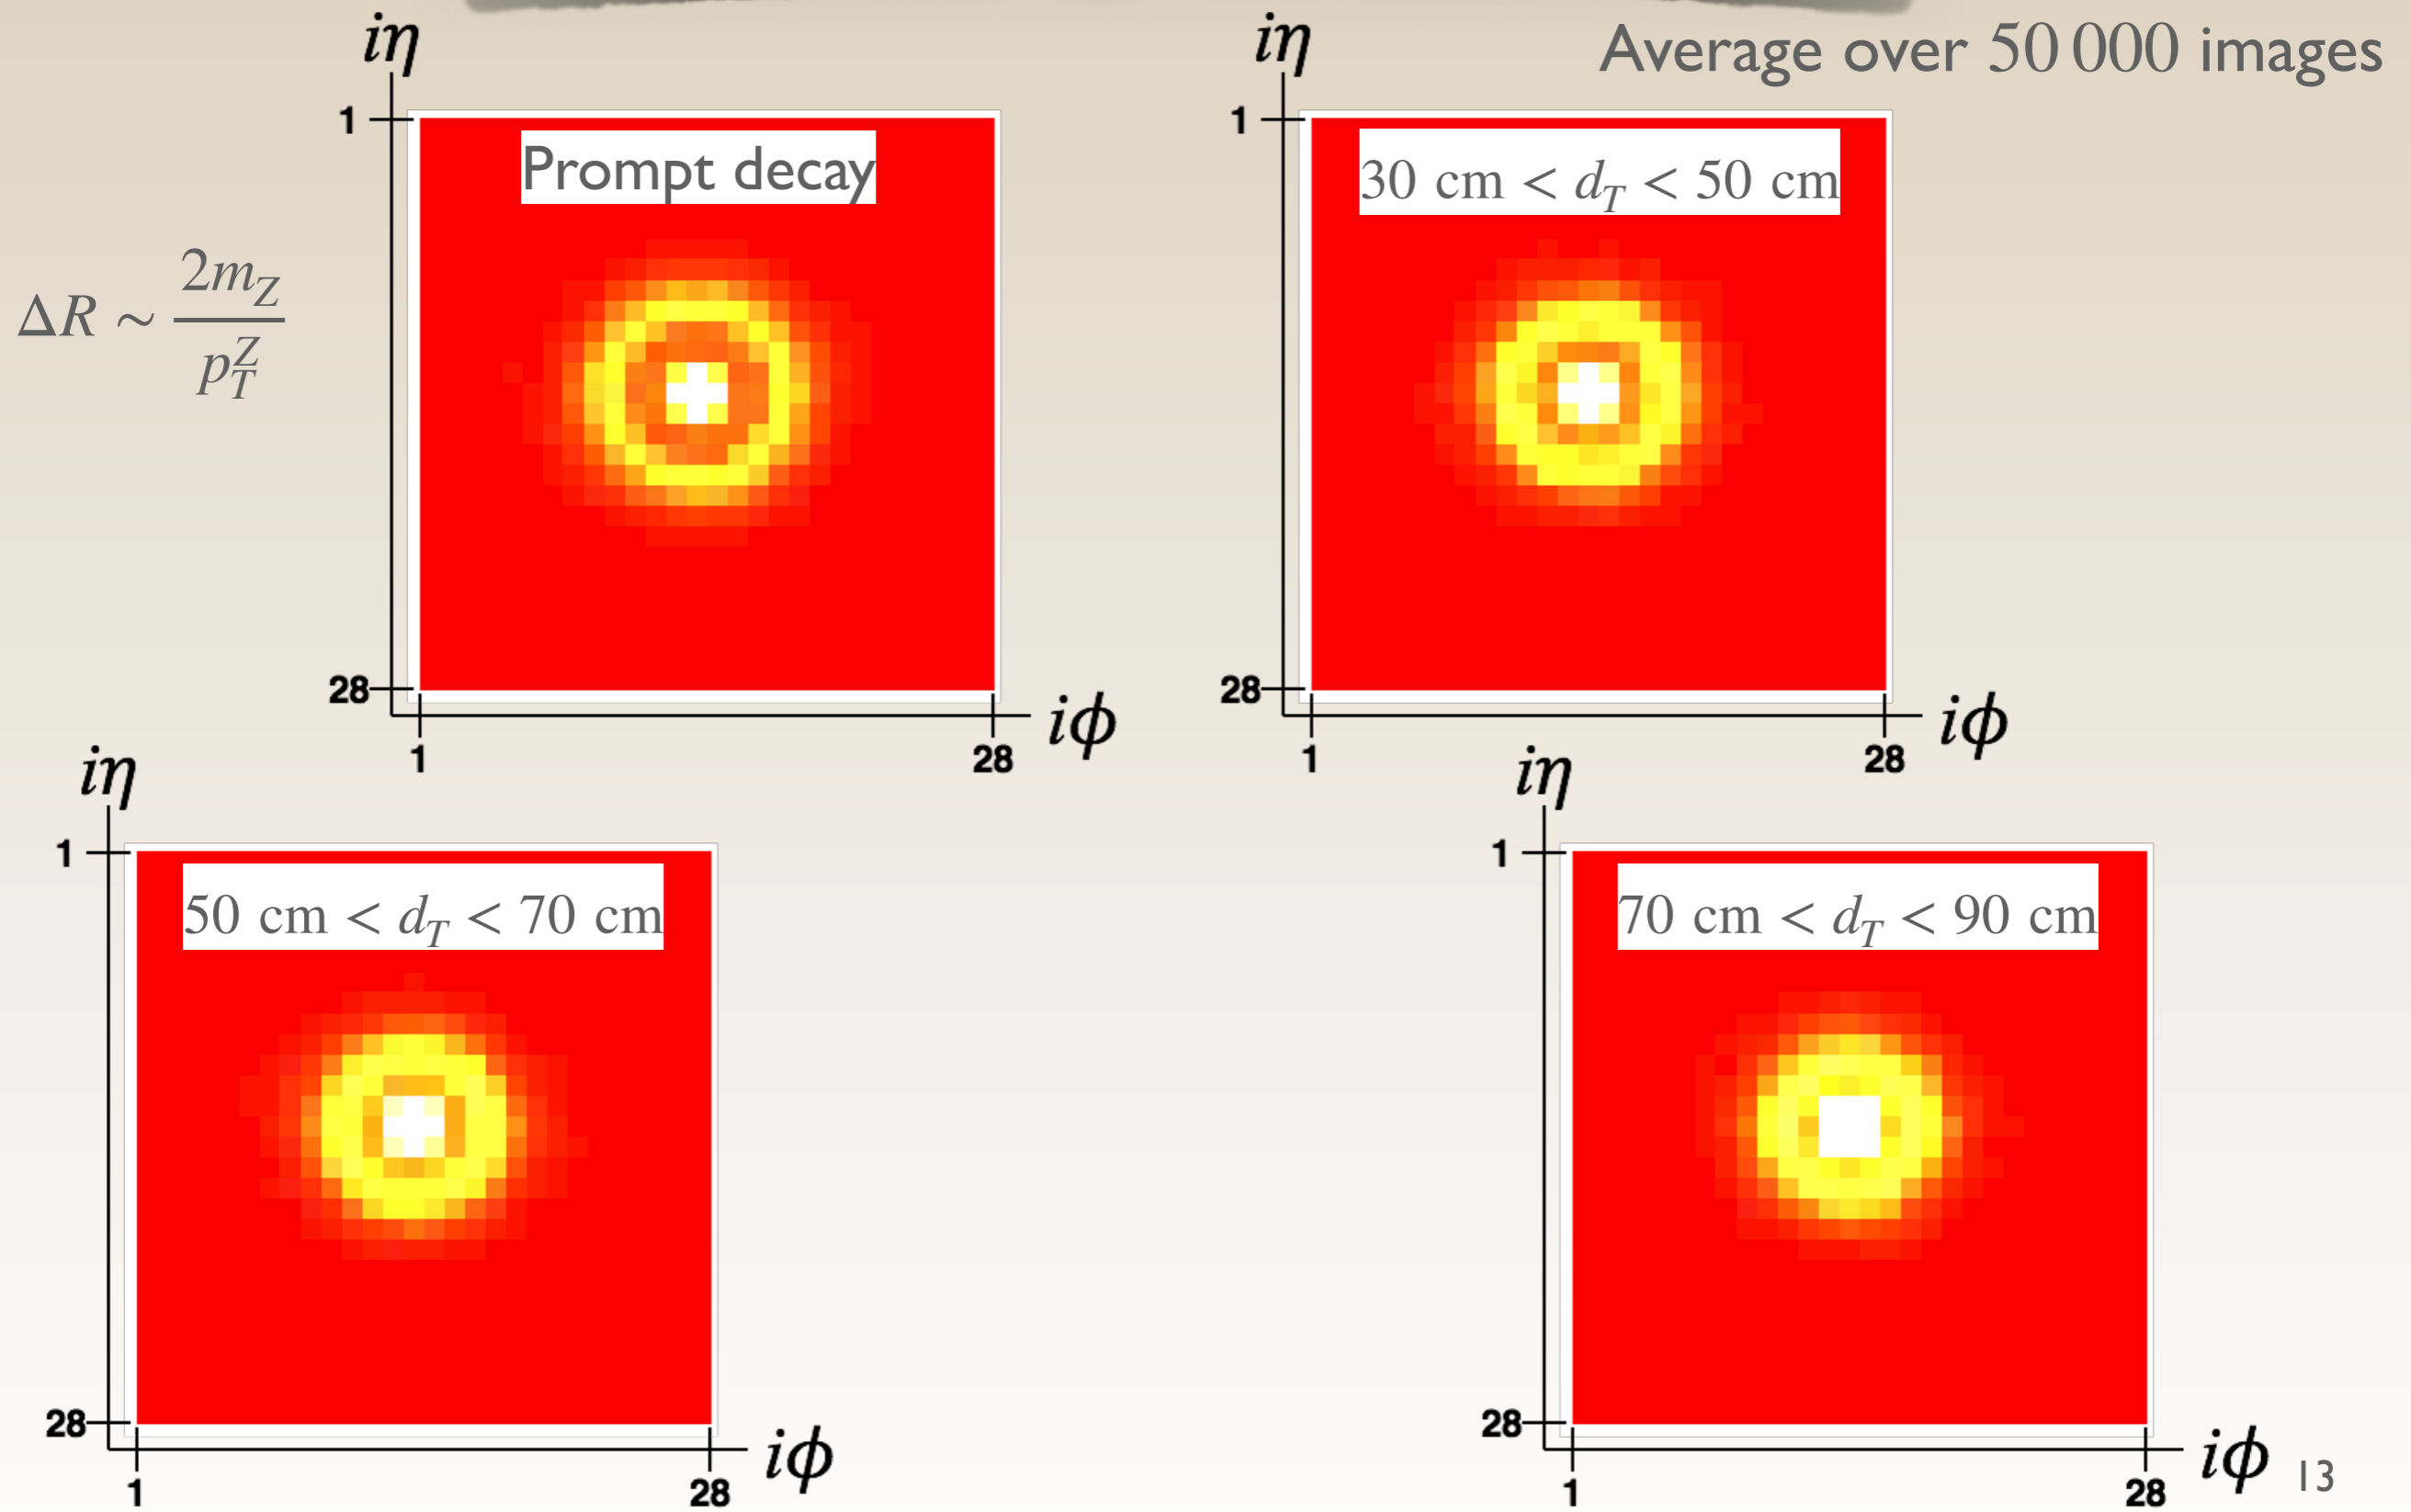 iη
iη
Average over 50 000 images
1
Prompt decay
1
30 cm < d_T < 50 cm
ΔR ∼ 2m_Z / p_T^Z
28
iϕ
1
28
28
iϕ
1
28
iη
1
50 cm < d_T < 70 cm
28
iϕ
1
28
iη
1
70 cm < d_T < 90 cm
28
iϕ
1
28
13